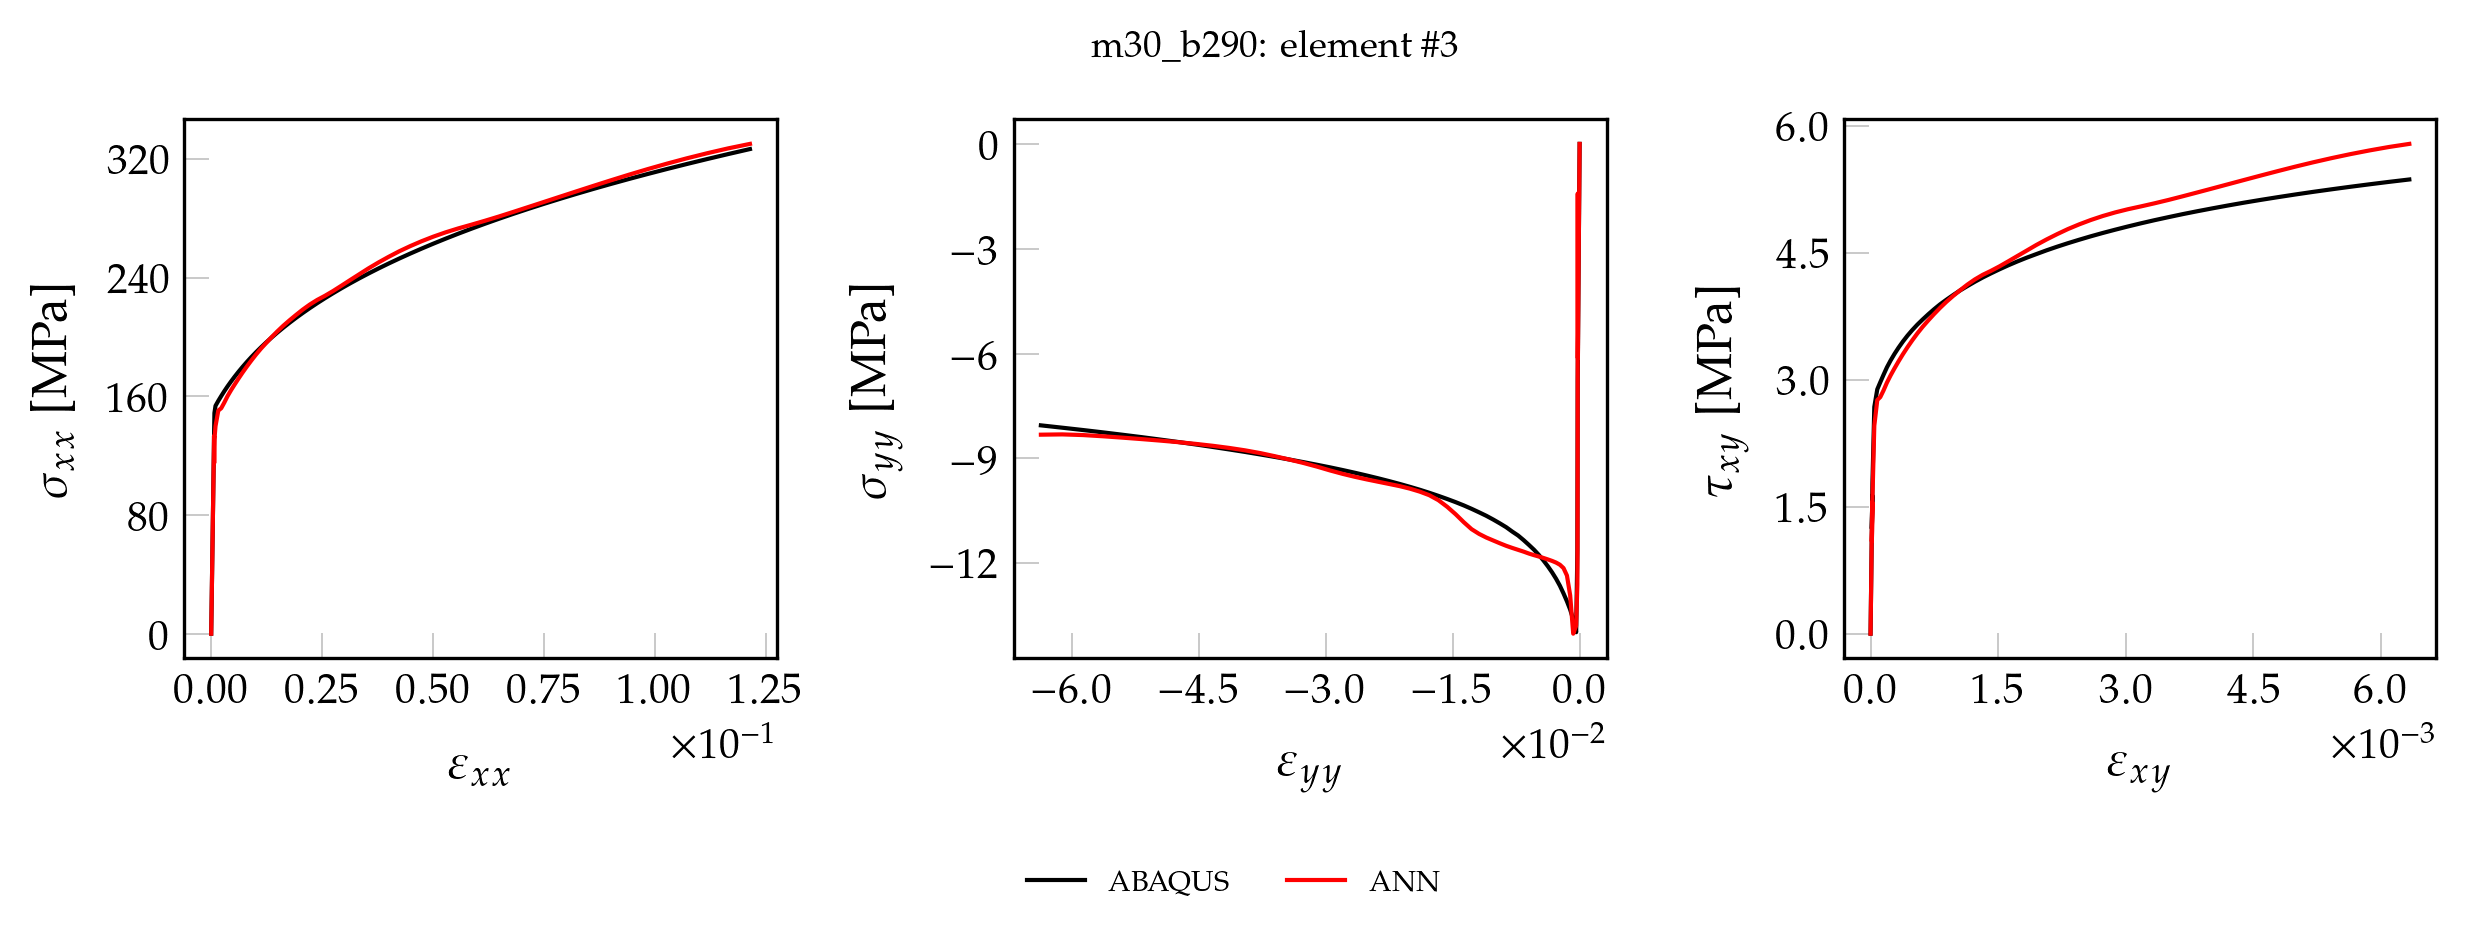 m30_b290: element #3
σxx [MPa]
320
240
160
80
0
0.00 0.25 0.50 0.75 1.00 1.25
×10−1
εxx
σyy [MPa]
0
−3
−6
−9
−12
−6.0 −4.5 −3.0 −1.5 0.0
×10−2
εyy
τxy [MPa]
6.0
4.5
3.0
1.5
0.0
0.0 1.5 3.0 4.5 6.0
×10−3
εxy
ABAQUS ANN